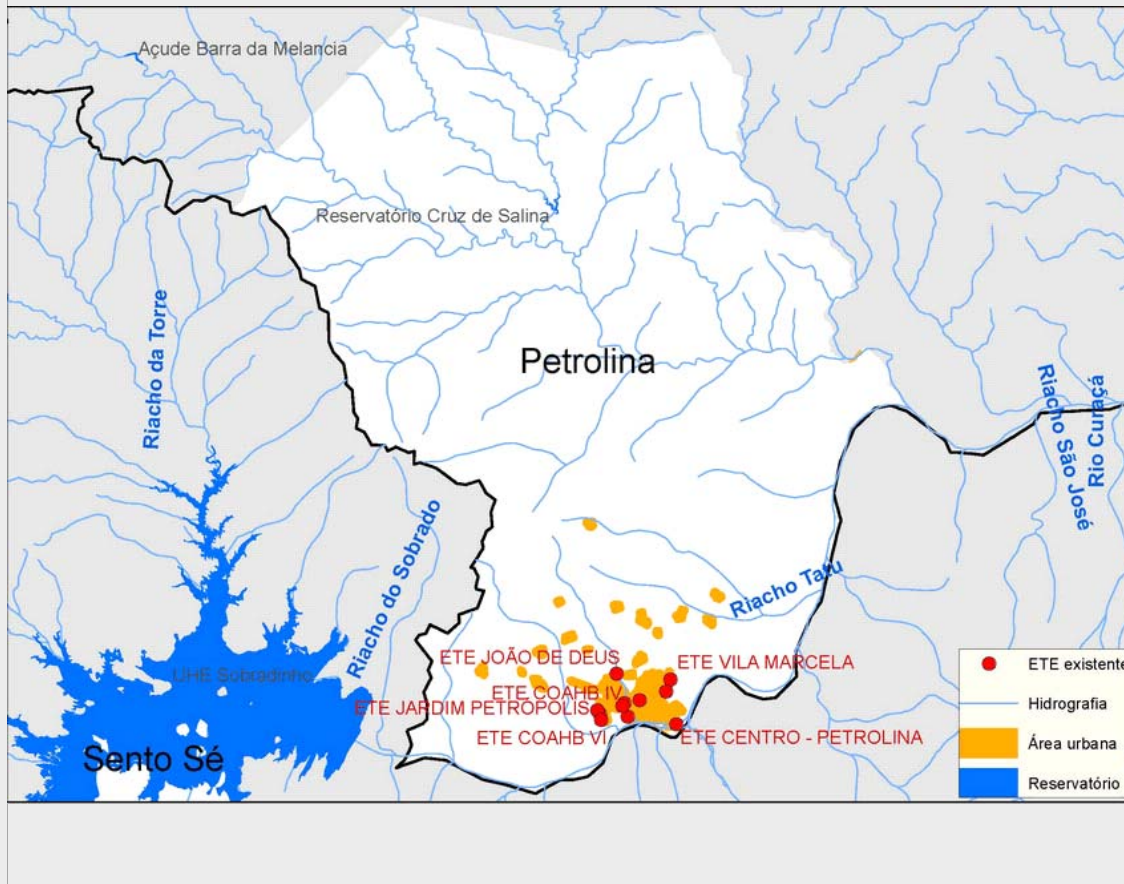 Açude Barra da Melancia
Reservatório Cruz de Salina
Riacho da Torre
Petrolina
Riacho São José
Rio Curaçá
Riacho do Sobrado
Riacho Tatu
ETE JOÃO DE DEUS
ETE VILA MARCELA
UHE Sobradinho
ETE COAHB IV
ETE JARDIM PETROPOLIS
ETE COAHB VI
ETE CENTRO - PETROLINA
Sento Sé
ETE existente
Hidrografia
Área urbana
Reservatório